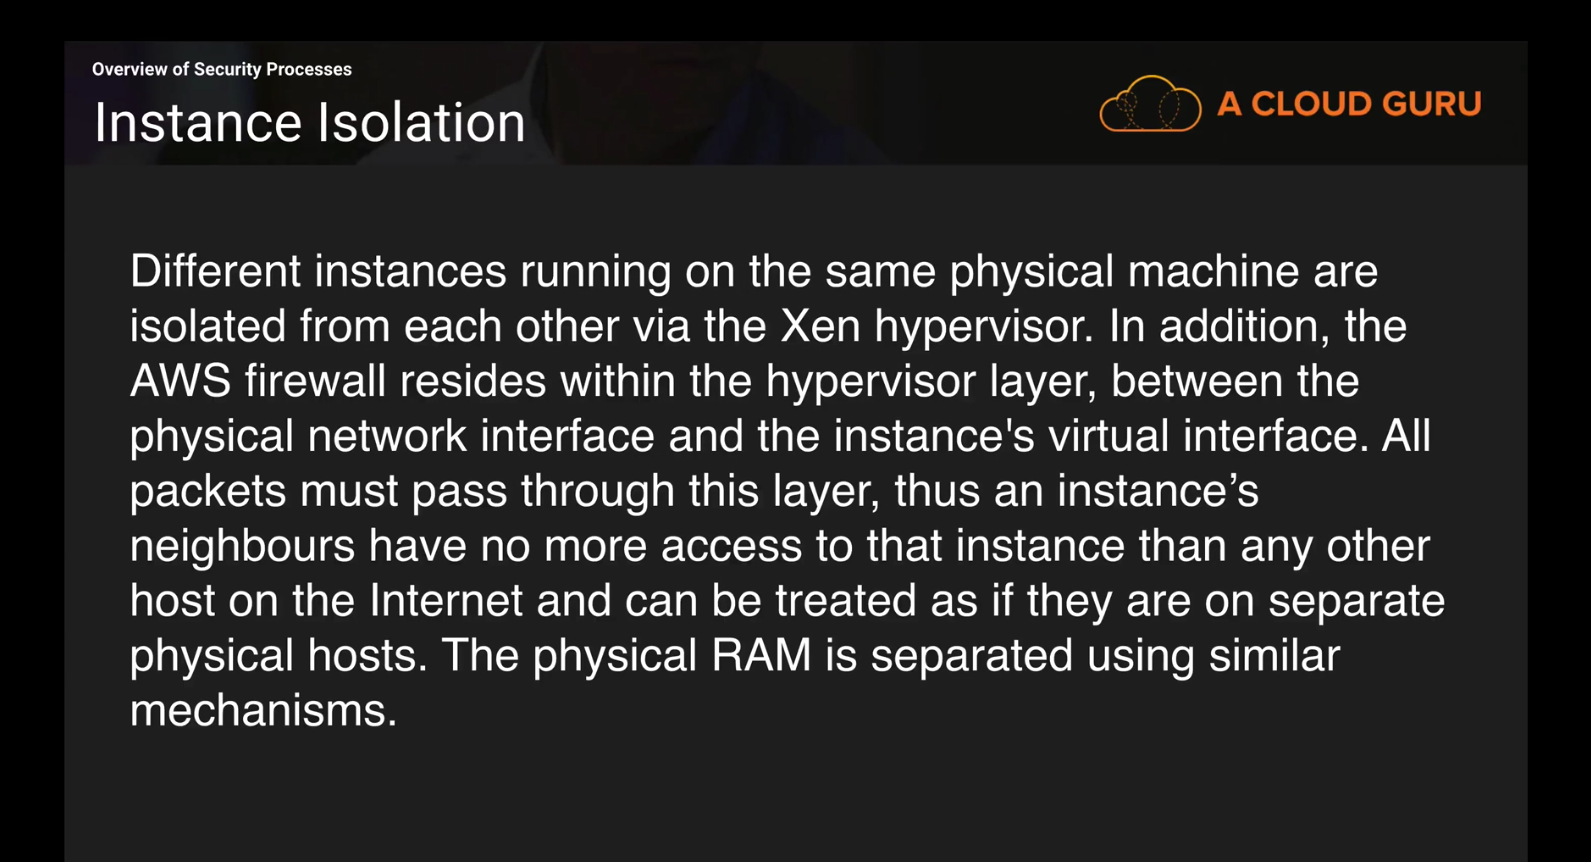 Overview of Security Processes
Instance Isolation
A CLOUD GURU
Different instances running on the same physical machine are
isolated from each other via the Xen hypervisor. In addition, the
AWS firewall resides within the hypervisor layer, between the
physical network interface and the instance's virtual interface. All
packets must pass through this layer, thus an instance’s
neighbours have no more access to that instance than any other
host on the Internet and can be treated as if they are on separate
physical hosts. The physical RAM is separated using similar
mechanisms.